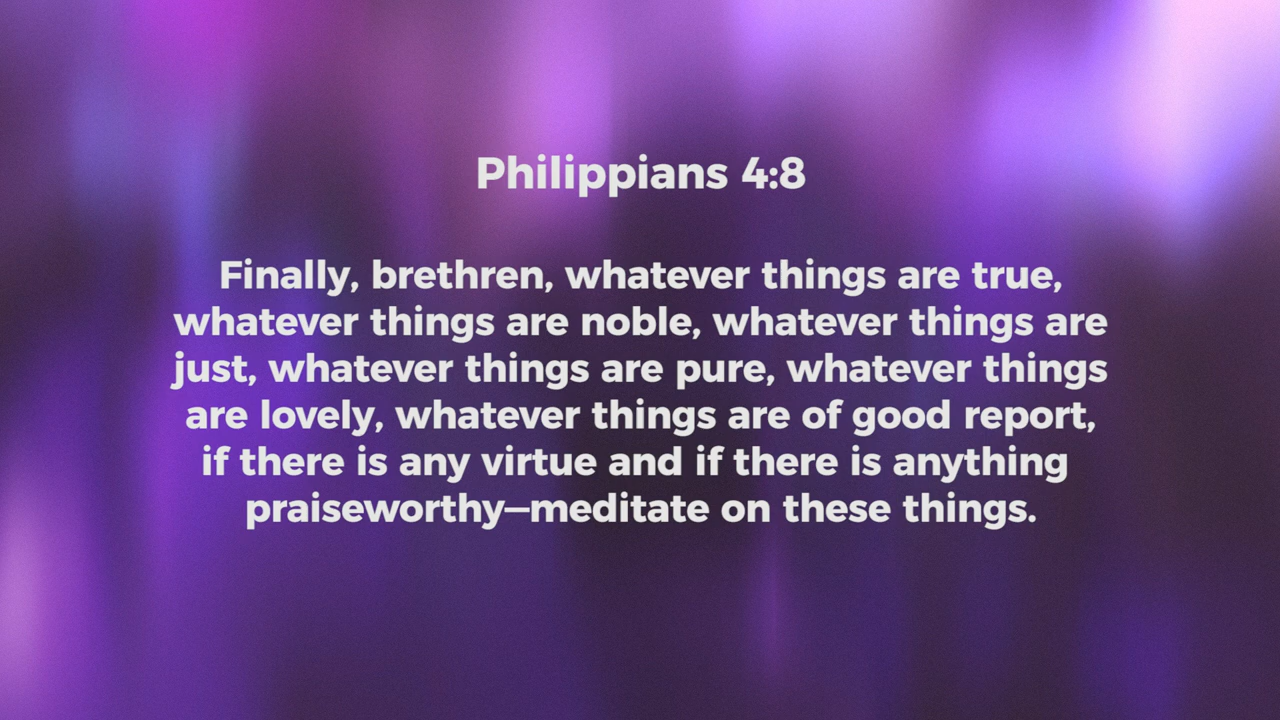 Philippians 4:8
Finally, brethren, whatever things are true,
whatever things are noble, whatever things are
just, whatever things are pure, whatever things
are lovely, whatever things are of good report,
if there is any virtue and if there is anything
praiseworthy—meditate on these things.